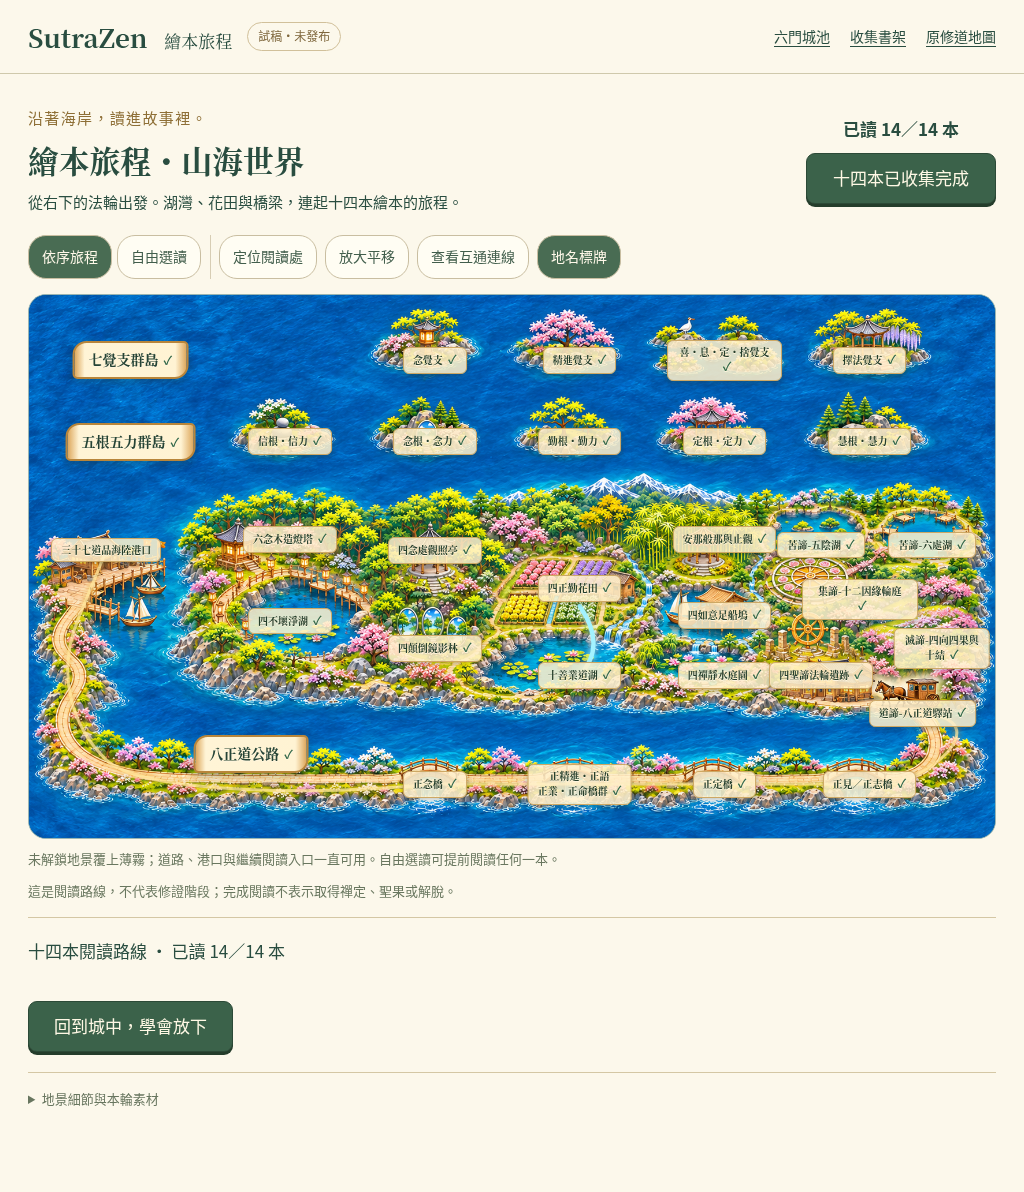 SutraZen 繪本旅程 試稿・未發布 六門城池 收集書架 原修道地圖
沿著海岸，讀進故事裡。
繪本旅程・山海世界
從右下的法輪出發。湖灣、花田與橋梁，連起十四本繪本的旅程。
已讀 14／14 本
十四本已收集完成
依序旅程 自由選讀 定位閱讀處 放大平移 查看互通連線 地名標牌
七覺支群島 ✓
念覺支 ✓
精進覺支 ✓
喜・息・定・捨覺支
✓
擇法覺支 ✓
五根五力群島 ✓
信根・信力 ✓
念根・念力 ✓
勤根・勤力 ✓
定根・定力 ✓
慧根・慧力 ✓
三十七道品海陸港口
六念木造燈塔 ✓
四念處觀照亭 ✓
安那般那與止觀 ✓
苦諦-五陰湖 ✓
苦諦-六處湖 ✓
四正勤花田 ✓
集諦-十二因緣輪庭
✓
四不壞淨湖 ✓
四如意足船塢 ✓
四顛倒鏡影林 ✓
滅諦-四向四果與
十結 ✓
十善業道湖 ✓
四禪靜水庭園 ✓
四聖諦法輪遺跡 ✓
道諦-八正道驛站 ✓
八正道公路 ✓
正念橋 ✓
正精進・正語
正業・正命橋群 ✓
正定橋 ✓
正見／正志橋 ✓
未解鎖地景覆上薄霧；道路、港口與繼續閱讀入口一直可用。自由選讀可提前閱讀任何一本。
這是閱讀路線，不代表修證階段；完成閱讀不表示取得禪定、聖果或解脫。
十四本閱讀路線 ・ 已讀 14／14 本
回到城中，學會放下
▶ 地景細節與本輪素材